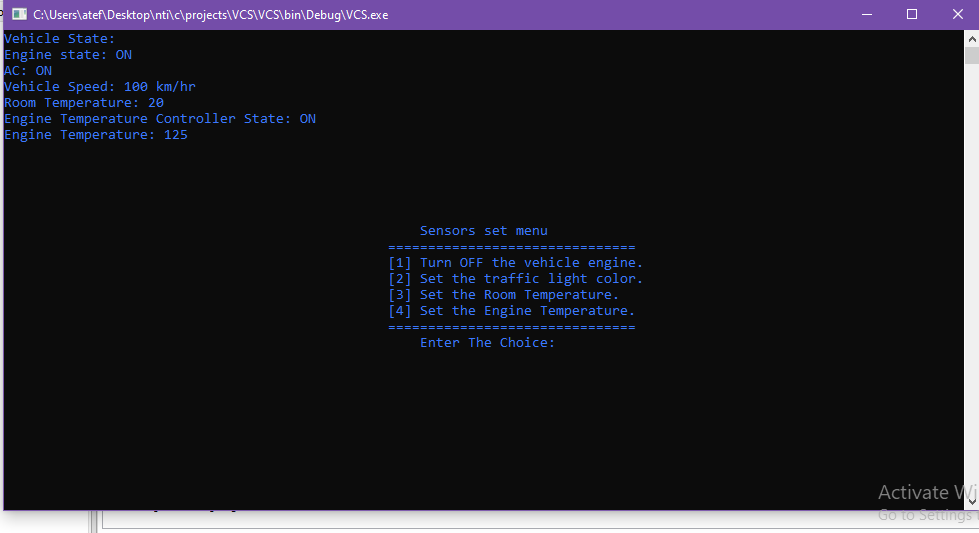 C:\Users\atef\Desktop\nti\c\projects\VCS\VCS\bin\Debug\VCS.exe
Vehicle State:
Engine state: ON
AC: ON
Vehicle Speed: 100 km/hr
Room Temperature: 20
Engine Temperature Controller State: ON
Engine Temperature: 125
Sensors set menu
===============================
[1] Turn OFF the vehicle engine.
[2] Set the traffic light color.
[3] Set the Room Temperature.
[4] Set the Engine Temperature.
===============================
Enter The Choice:
Activate Wi
Go to Settings